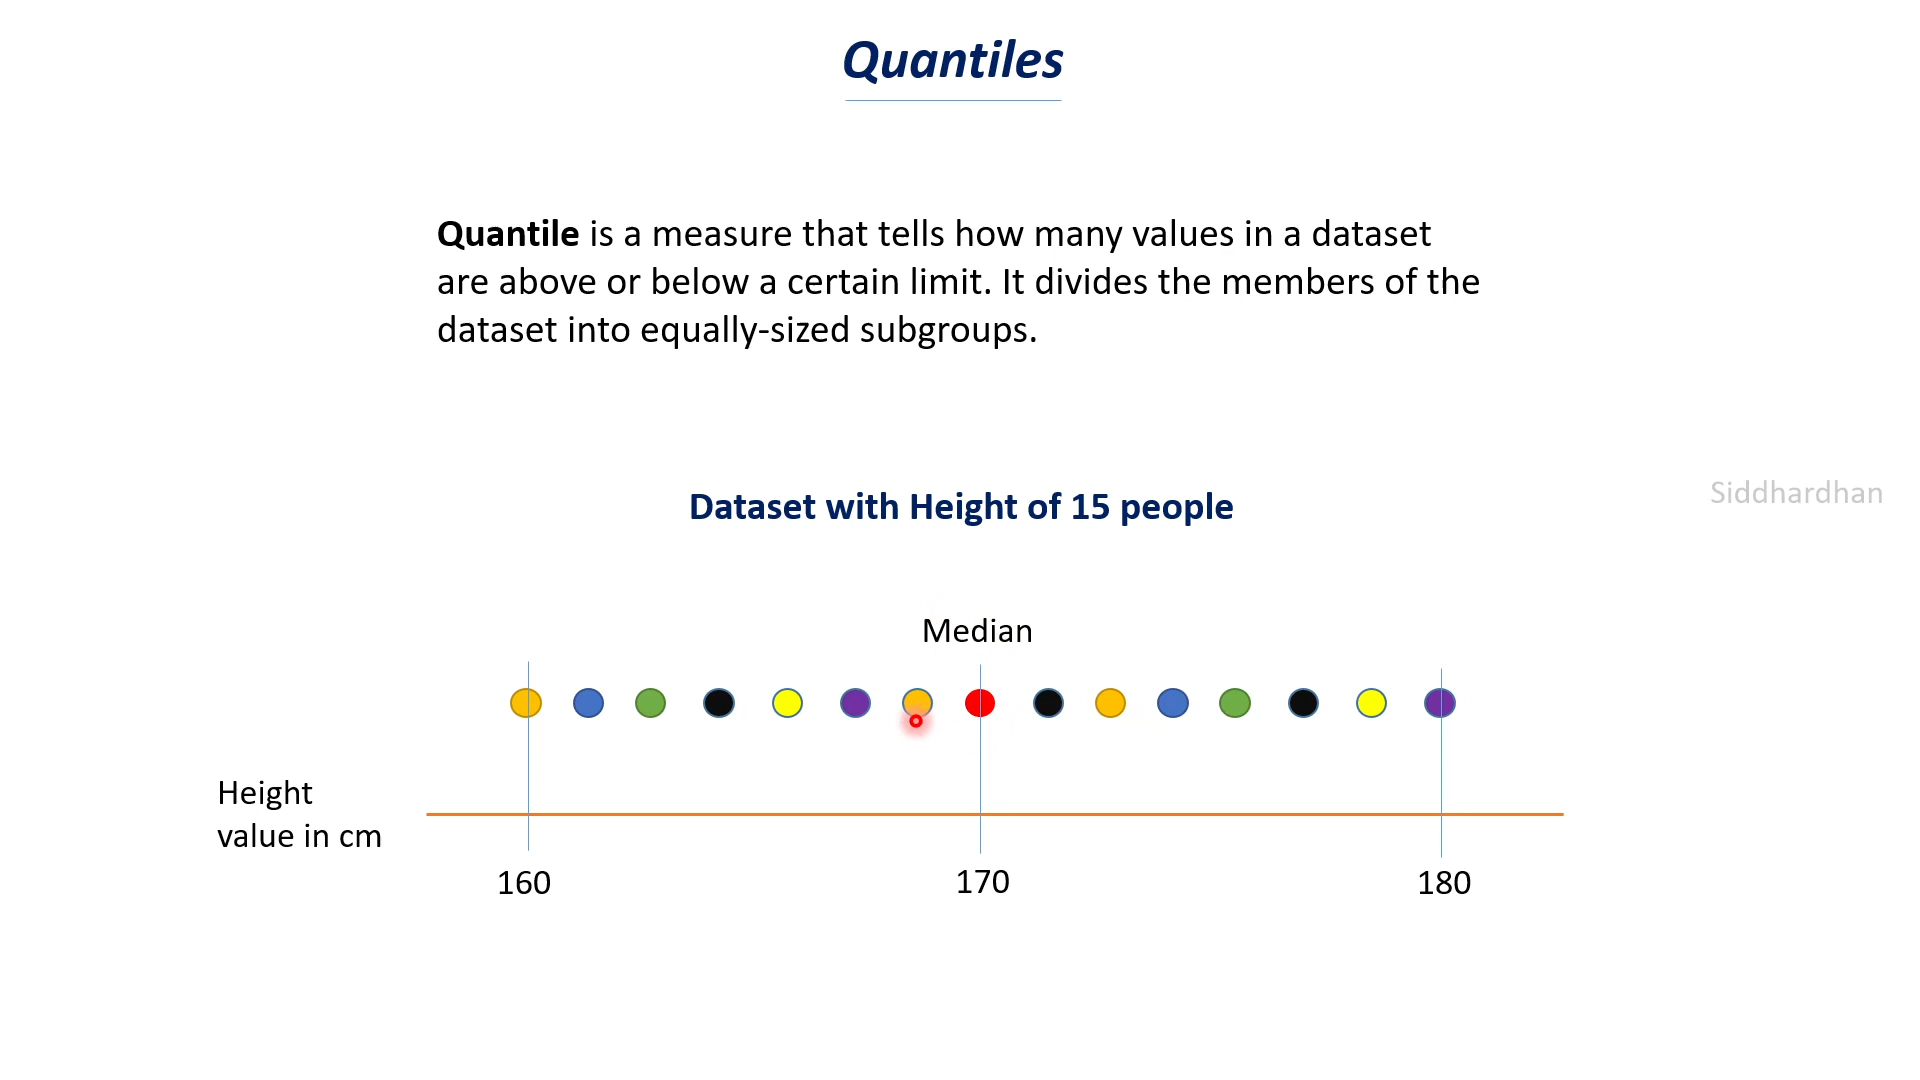 Quantiles
Quantile is a measure that tells how many values in a dataset
are above or below a certain limit. It divides the members of the
dataset into equally-sized subgroups.
Siddhardhan
Dataset with Height of 15 people
Median
Height
value in cm
160
170
180